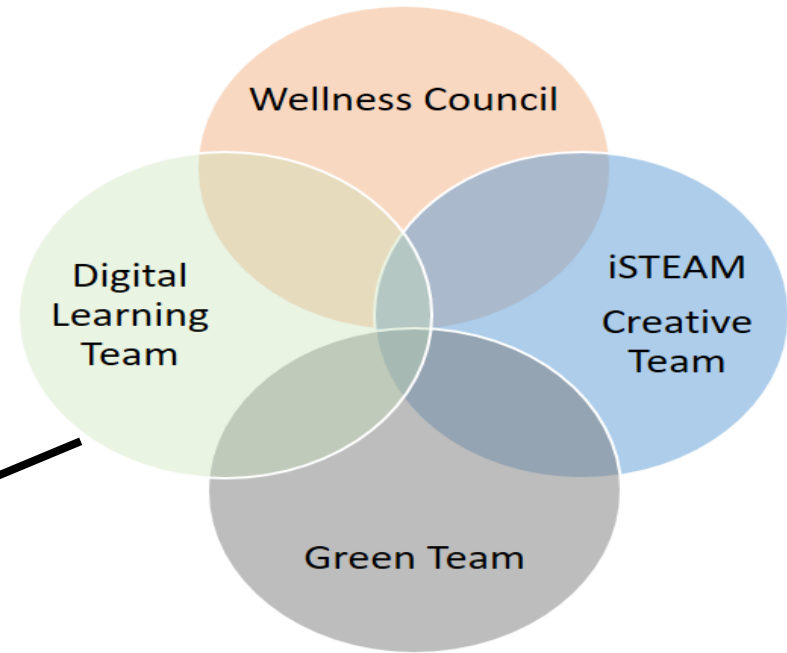 Wellness Council
Digital
Learning
Team
iSTEAM
Creative
Team
Green Team